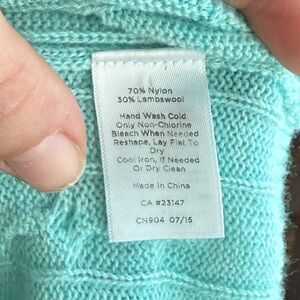 70% Nylon
30% Lambswool
Hand Wash Cold
Only Non-Chlorine
Bleach When Needed
Reshape, Lay Flat To
Dry
Cool Iron, If Needed
Or Dry Clean
Made in China
CA #23147
CN904 07/15